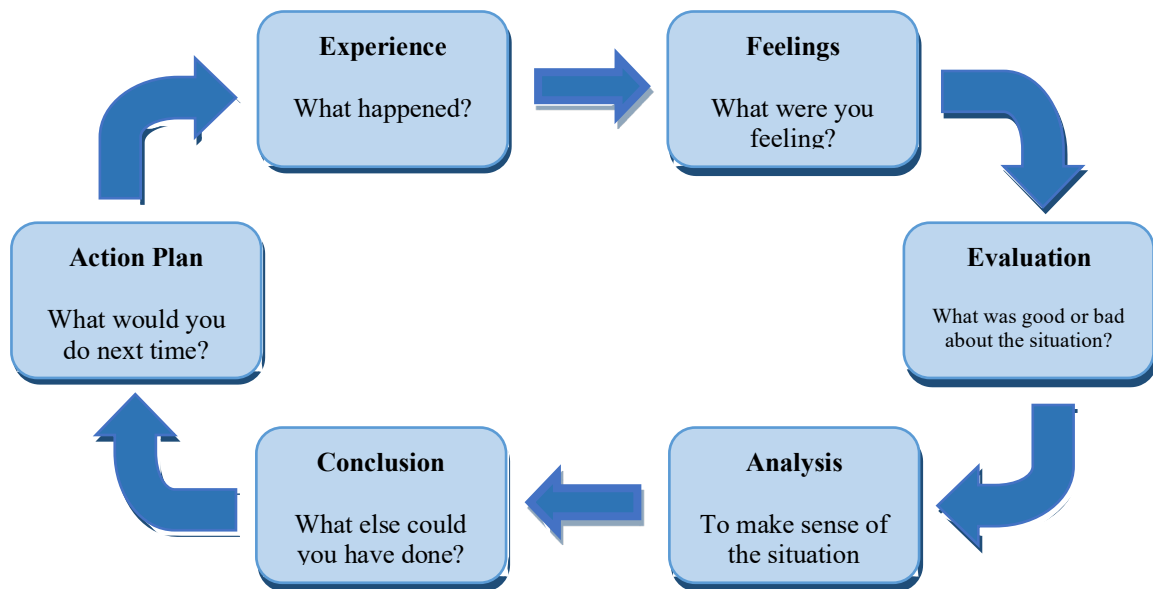 Experience
What happened?
Feelings
What were you
feeling?
Evaluation
What was good or bad
about the situation?
Analysis
To make sense of
the situation
Conclusion
What else could
you have done?
Action Plan
What would you
do next time?